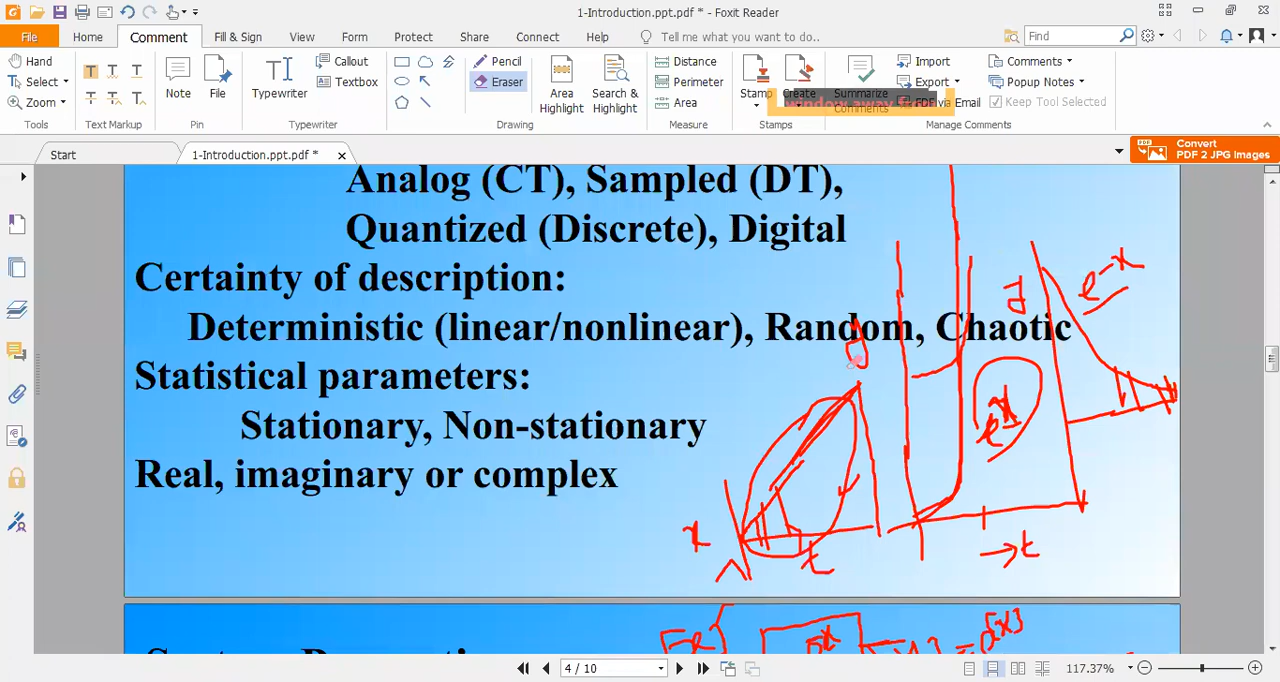 1-Introduction.ppt.pdf * - Foxit Reader
File Home Comment Fill & Sign View Form Protect Share Connect Help Tell me what you want to do... Find
Hand
Select
Zoom
Tools
Text Markup
Note
File
Pin
Typewriter
Callout
Textbox
Typewriter
Pencil
Eraser
Drawing
Area Highlight
Search & Highlight
Distance
Perimeter
Area
Measure
Stamp
Create
Stamps
Summarize Comments
Import
Export
FDF via Email
Comments
Popup Notes
Keep Tool Selected
Manage Comments
window away
Start
1-Introduction.ppt.pdf *
Convert
PDF 2 JPG Images
Analog (CT), Sampled (DT),
Quantized (Discrete), Digital
Certainty of description:
Deterministic (linear/nonlinear), Random, Chaotic
Statistical parameters:
Stationary, Non-stationary
Real, imaginary or complex
e^-x
y
y
e^x
x
t
t
4 / 10
117.37%